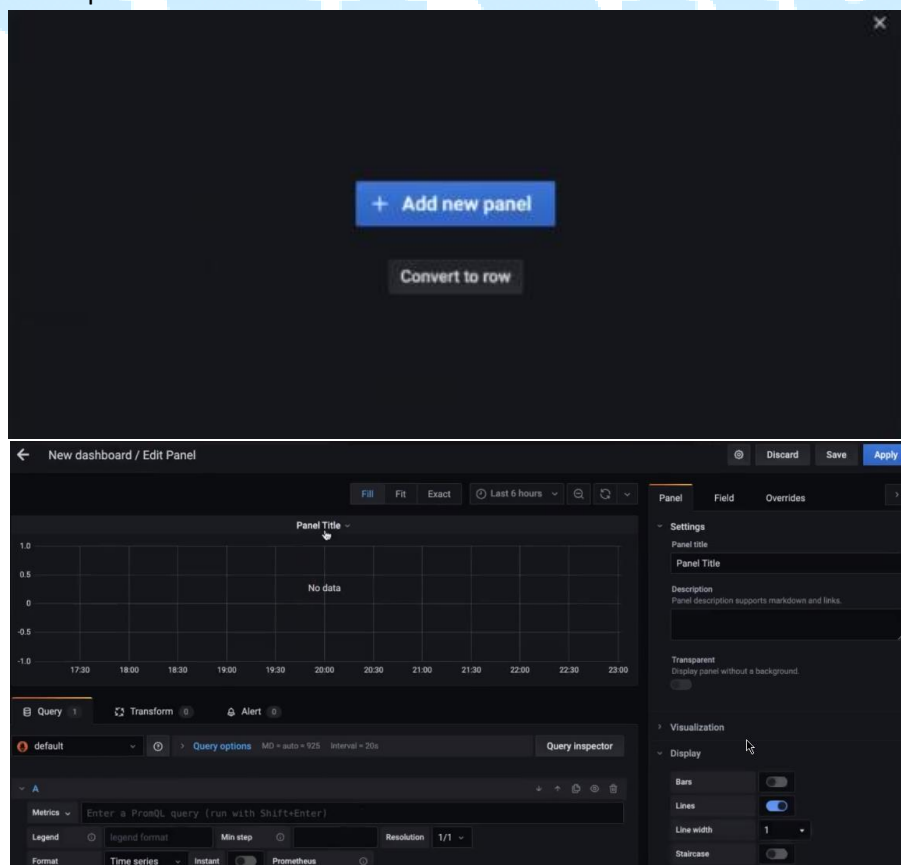 + Add new panel
Convert to row
New dashboard / Edit Panel
Discard Save Apply
Fill Fit Exact Last 6 hours
Panel Field Overrides
Panel Title
Settings
Panel title
Panel Title
Description
Panel description supports markdown and links.
Transparent
Display panel without a background.
1.0
0.5
No data
0
-0.5
-1.0
17:30 18:00 18:30 19:00 19:30 20:00 20:30 21:00 21:30 22:00 22:30 23:00
Query 1 Transform 0 Alert 0
Visualization
default Query options MD = auto = 925 Interval = 20s Query inspector
Display
A
Bars
Metrics Enter a PromQL query (run with Shift+Enter)
Lines
Legend legend format Min step Resolution 1/1
Line width 1
Format Time series Instant Prometheus
Staircase